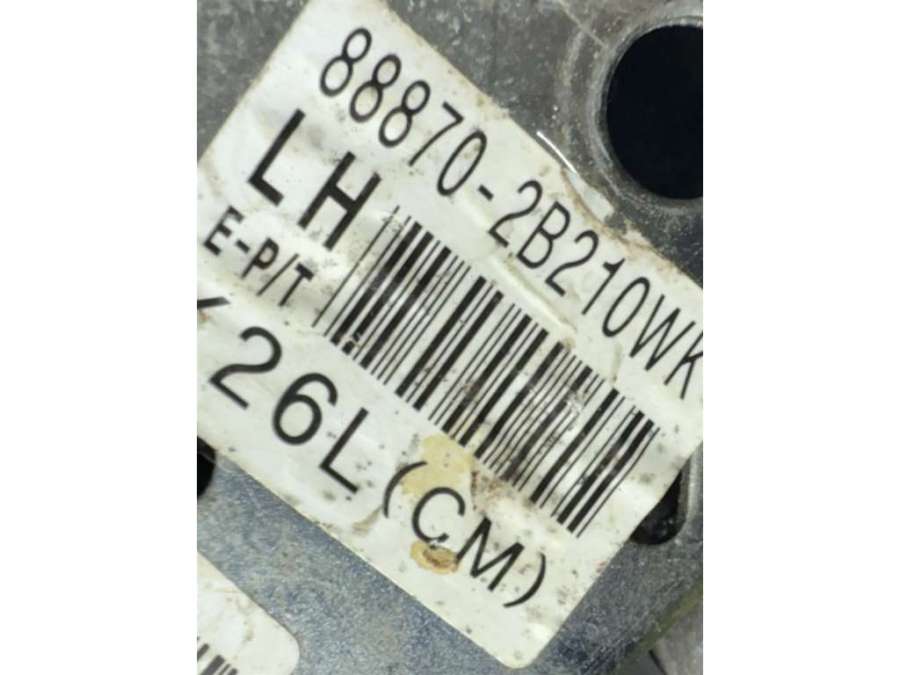 88870-2B210WK
LH
E-P/T
26L(CM)